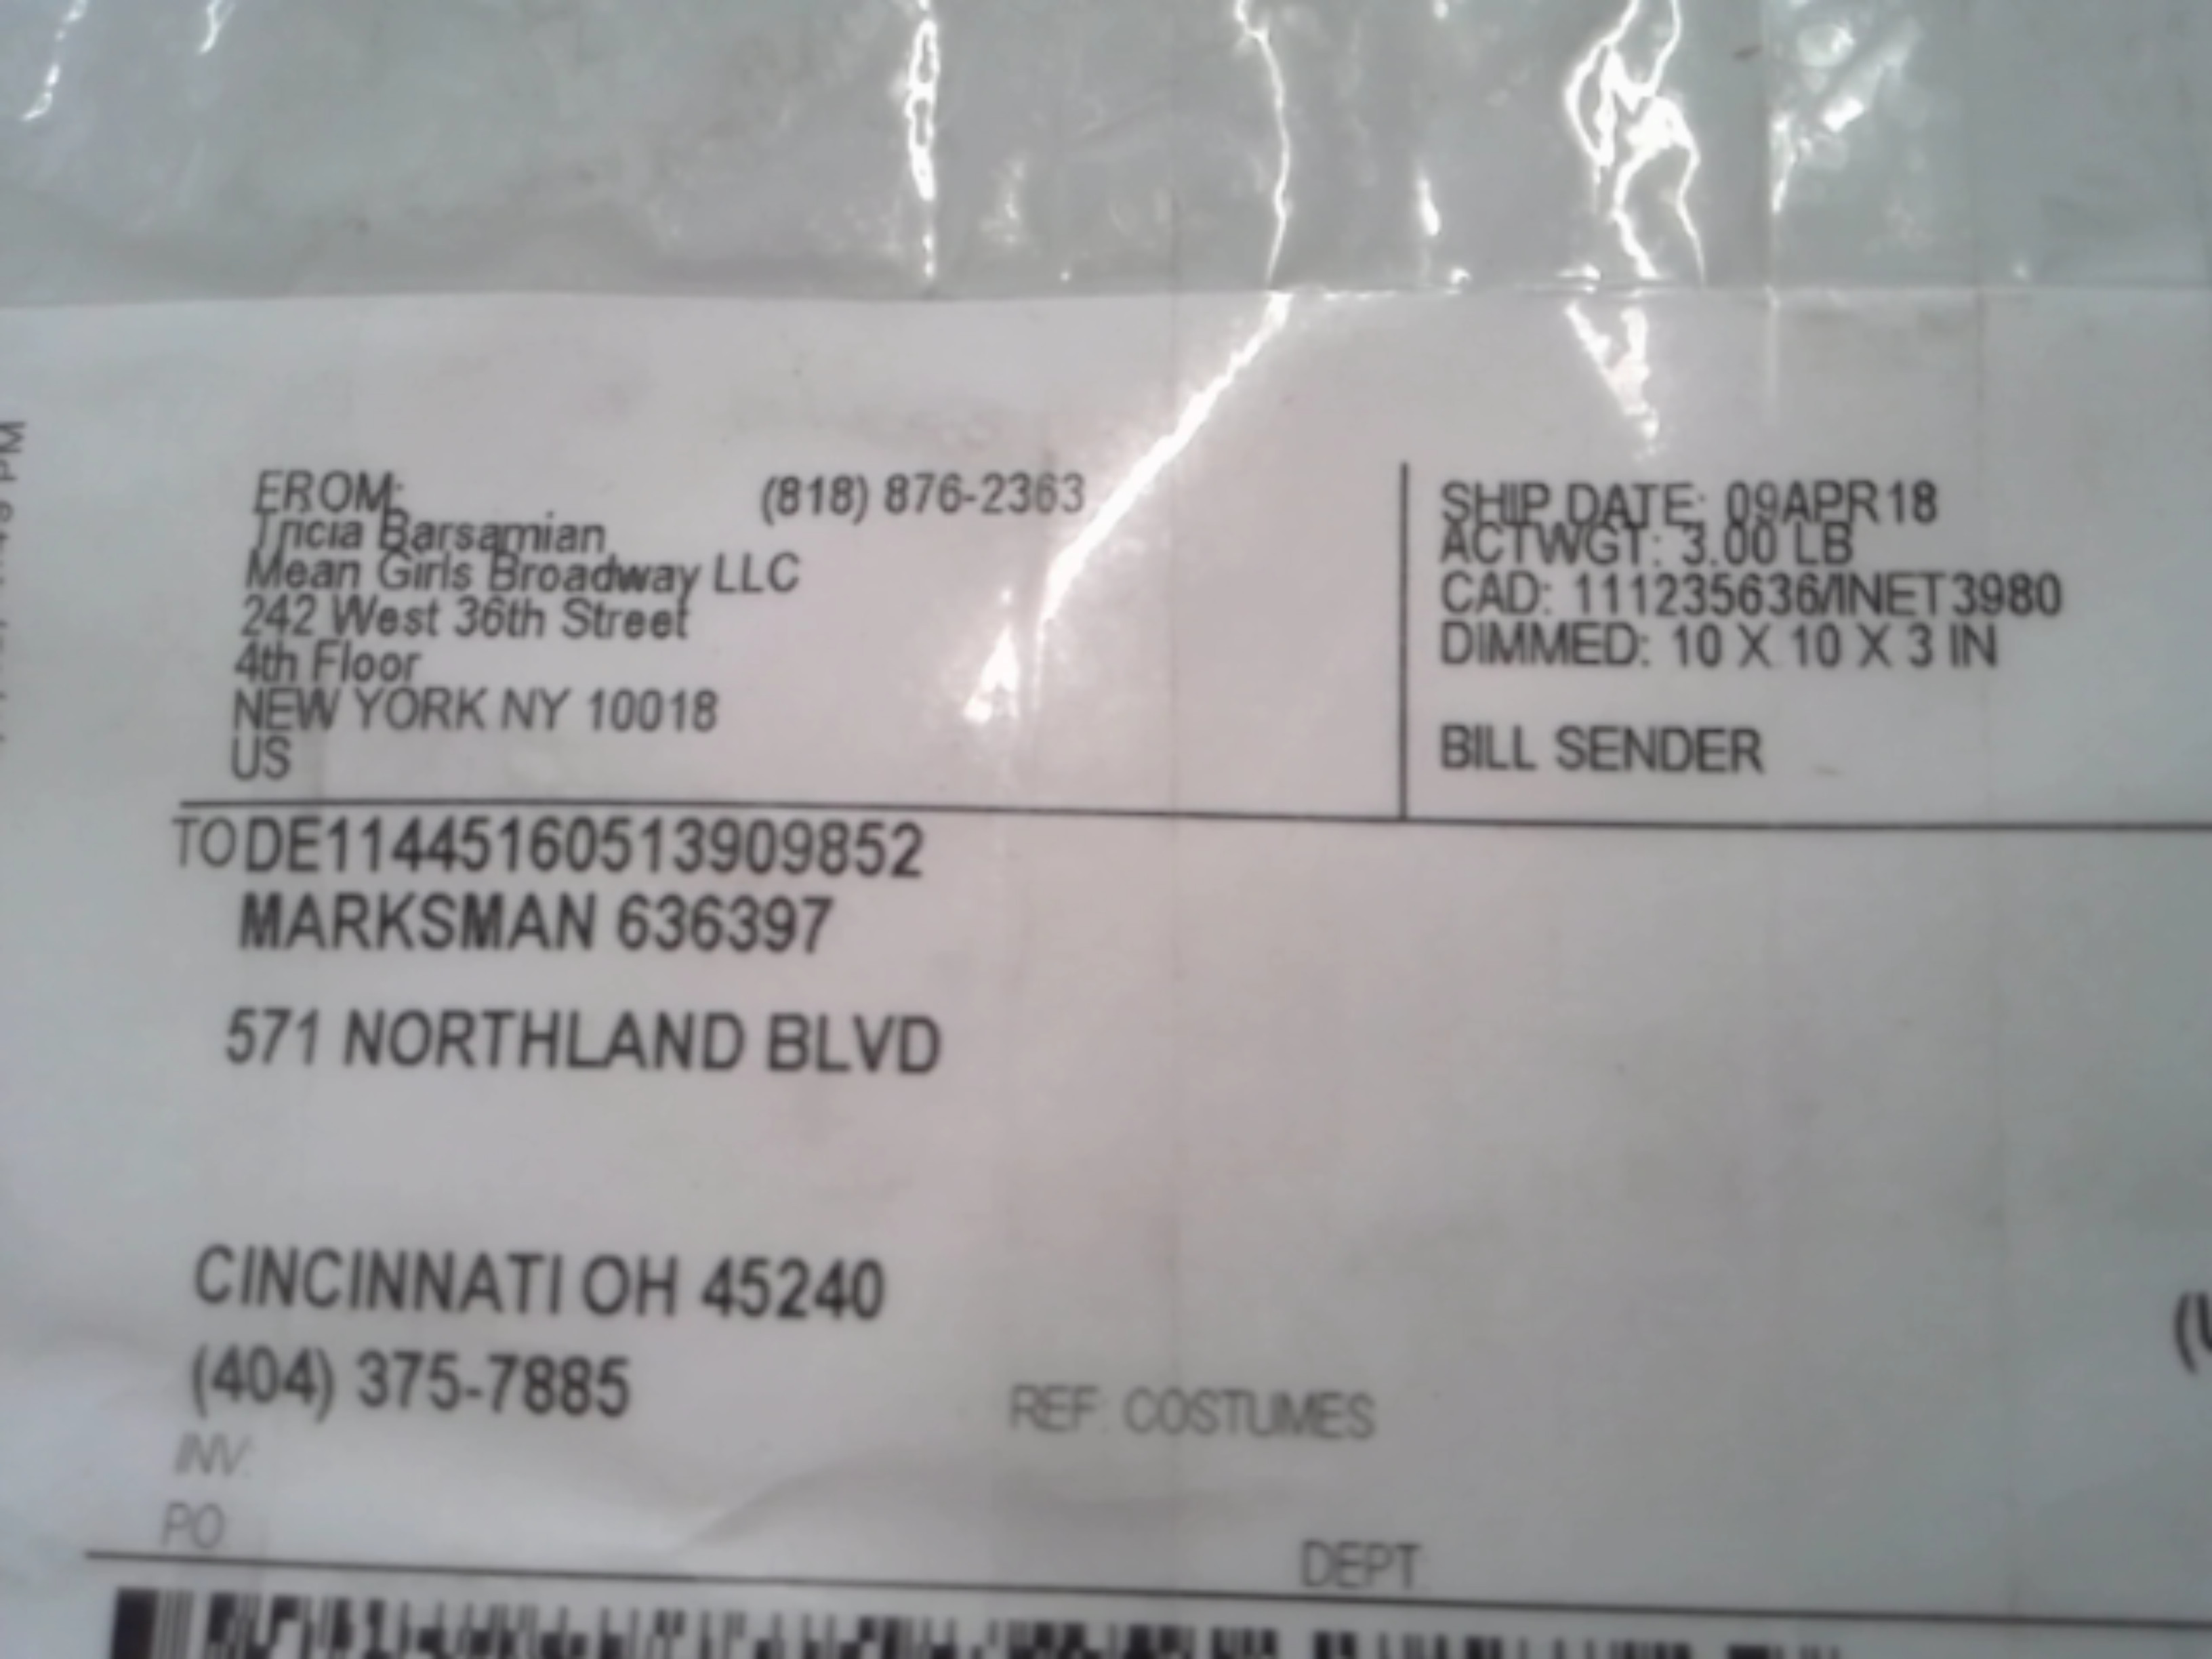 FROM: (818) 876-2363
Tricia Barsamian
Mean Girls Broadway LLC
242 West 36th Street
4th Floor
NEW YORK NY 10018
US
SHIP DATE: 09APR18
ACTWGT: 3.00 LB
CAD: 111235636/INET3980
DIMMED: 10 X 10 X 3 IN
BILL SENDER
TO DE11445160513909852
MARKSMAN 636397
571 NORTHLAND BLVD
CINCINNATI OH 45240
(404) 375-7885
REF: COSTUMES
INV:
PO
DEPT:
PM